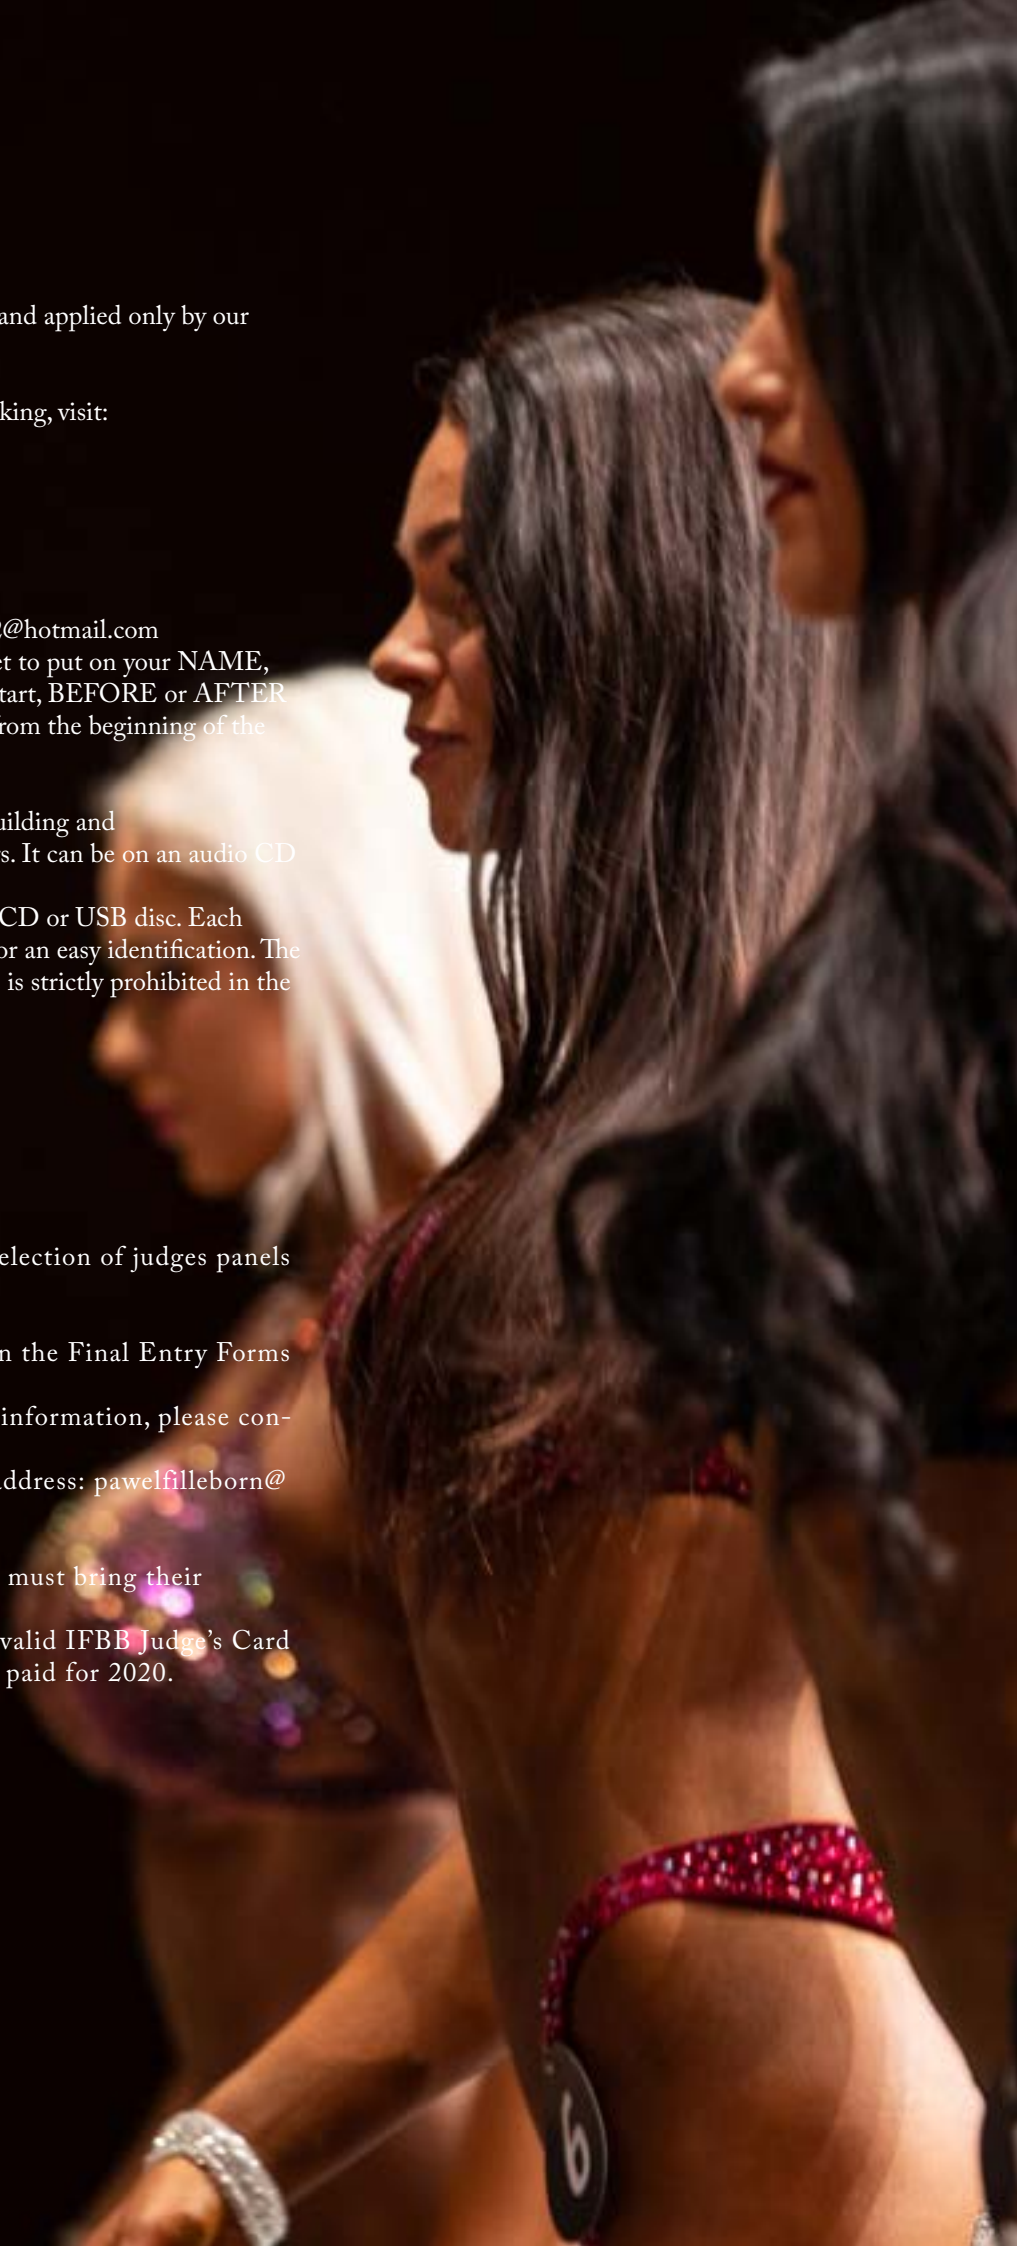 and applied only by our
king, visit:
@hotmail.com
et to put on your NAME,
tart, BEFORE or AFTER
rom the beginning of the
uilding and
s. It can be on an audio CD
CD or USB disc. Each
or an easy identification. The
is strictly prohibited in the
election of judges panels
n the Final Entry Forms
information, please con-
address: pawelfilleborn@
must bring their
valid IFBB Judge's Card
paid for 2020.
6